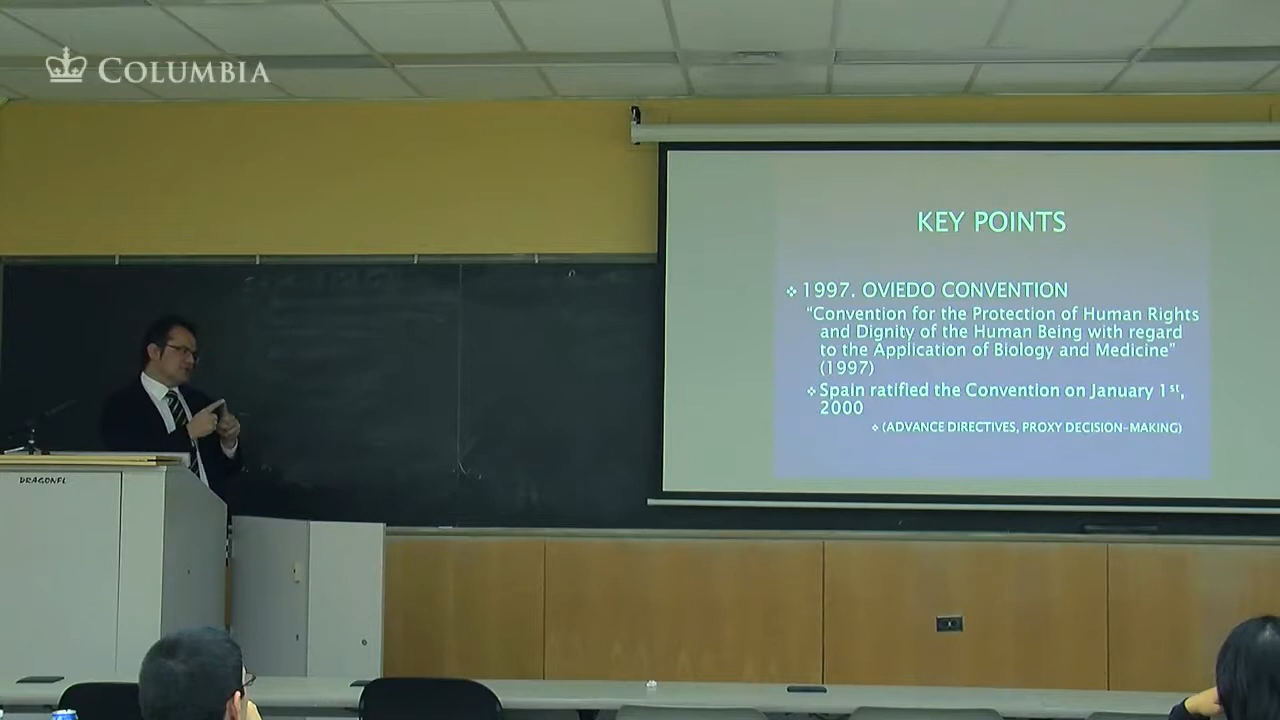 COLUMBIA
KEY POINTS
1997. OVIEDO CONVENTION
"Convention for the Protection of Human Rights
and Dignity of the Human Being with regard
to the Application of Biology and Medicine"
(1997)
Spain ratified the Convention on January 1st,
2000
(ADVANCE DIRECTIVES, PROXY DECISION-MAKING)
DRAGONFL